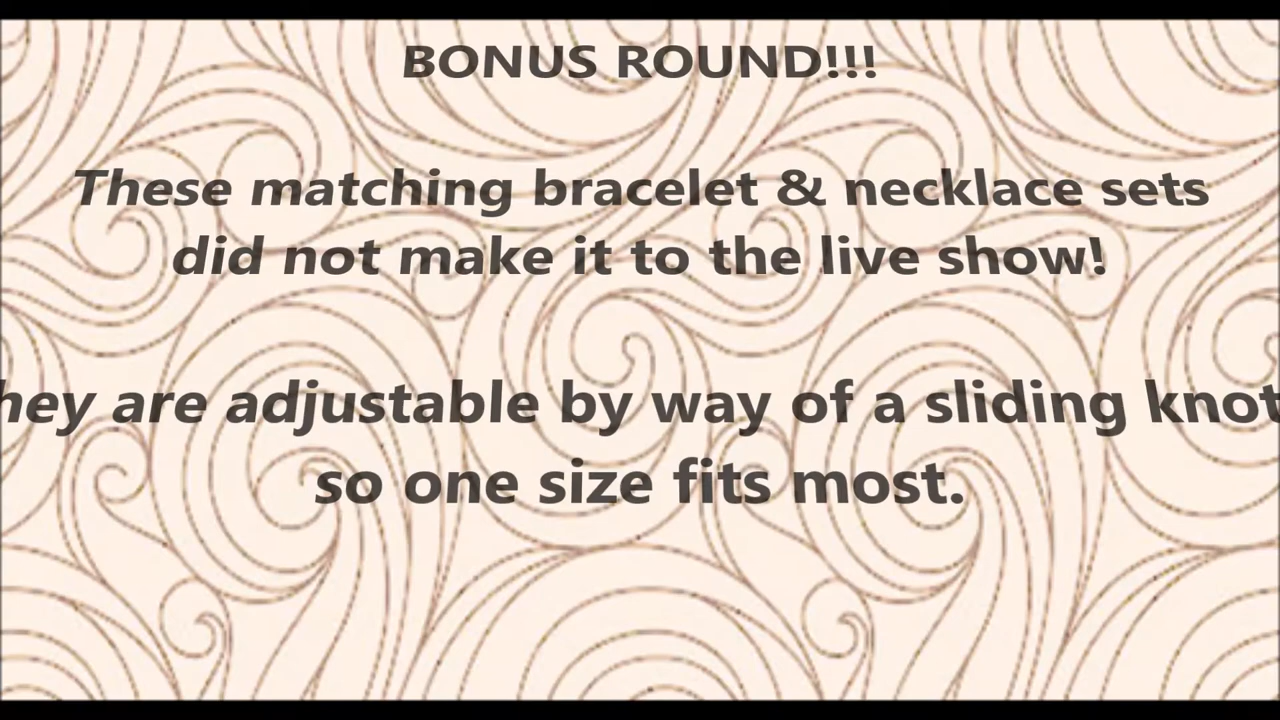 BONUS ROUND!!!
These matching bracelet & necklace sets
did not make it to the live show!
hey are adjustable by way of a sliding knot
so one size fits most.